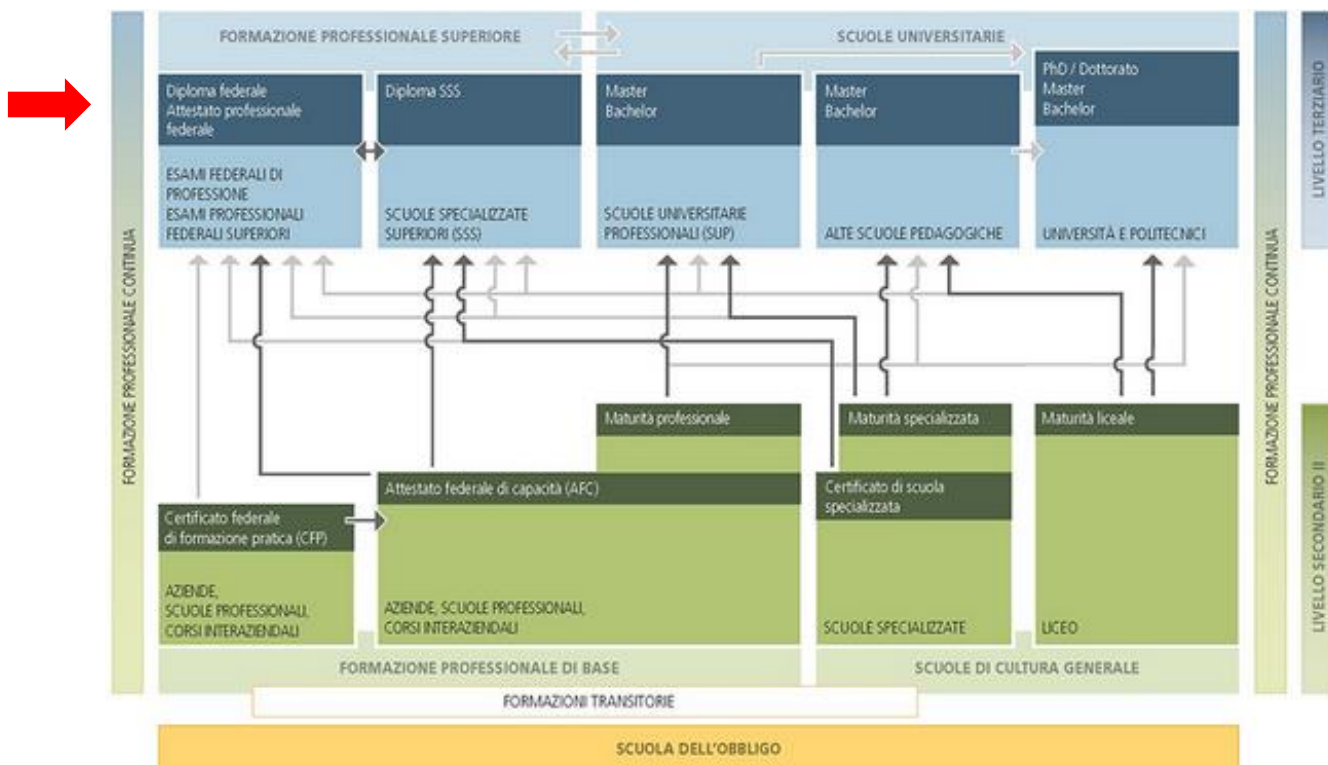 FORMAZIONE PROFESSIONALE SUPERIORE
SCUOLE UNIVERSITARIE
Diploma federale
Attestato professionale
federale
ESAMI FEDERALI DI
PROFESSIONE
ESAMI PROFESSIONALI
FEDERALI SUPERIORI
Diploma SSS
SCUOLE SPECIALIZZATE
SUPERIORI (SSS)
Master
Bachelor
SCUOLE UNIVERSITARIE
PROFESSIONALI (SUP)
Master
Bachelor
ALTE SCUOLE PEDAGOGICHE
PhD / Dottorato
Master
Bachelor
UNIVERSITÀ E POLITECNICI
LIVELLO TERZIARIO
FORMAZIONE PROFESSIONALE CONTINUA
FORMAZIONE PROFESSIONALE CONTINUA
Maturità professionale
Maturità specializzata
Maturità liceale
Attestato federale di capacità (AFC)
Certificato di scuola
specializzata
Certificato federale
di formazione pratica (CFP)
AZIENDE,
SCUOLE PROFESSIONALI,
CORSI INTERAZIENDALI
AZIENDE, SCUOLE PROFESSIONALI,
CORSI INTERAZIENDALI
SCUOLE SPECIALIZZATE
LICEO
LIVELLO SECONDARIO II
FORMAZIONE PROFESSIONALE DI BASE
SCUOLE DI CULTURA GENERALE
FORMAZIONI TRANSITORIE
SCUOLA DELL'OBBLIGO